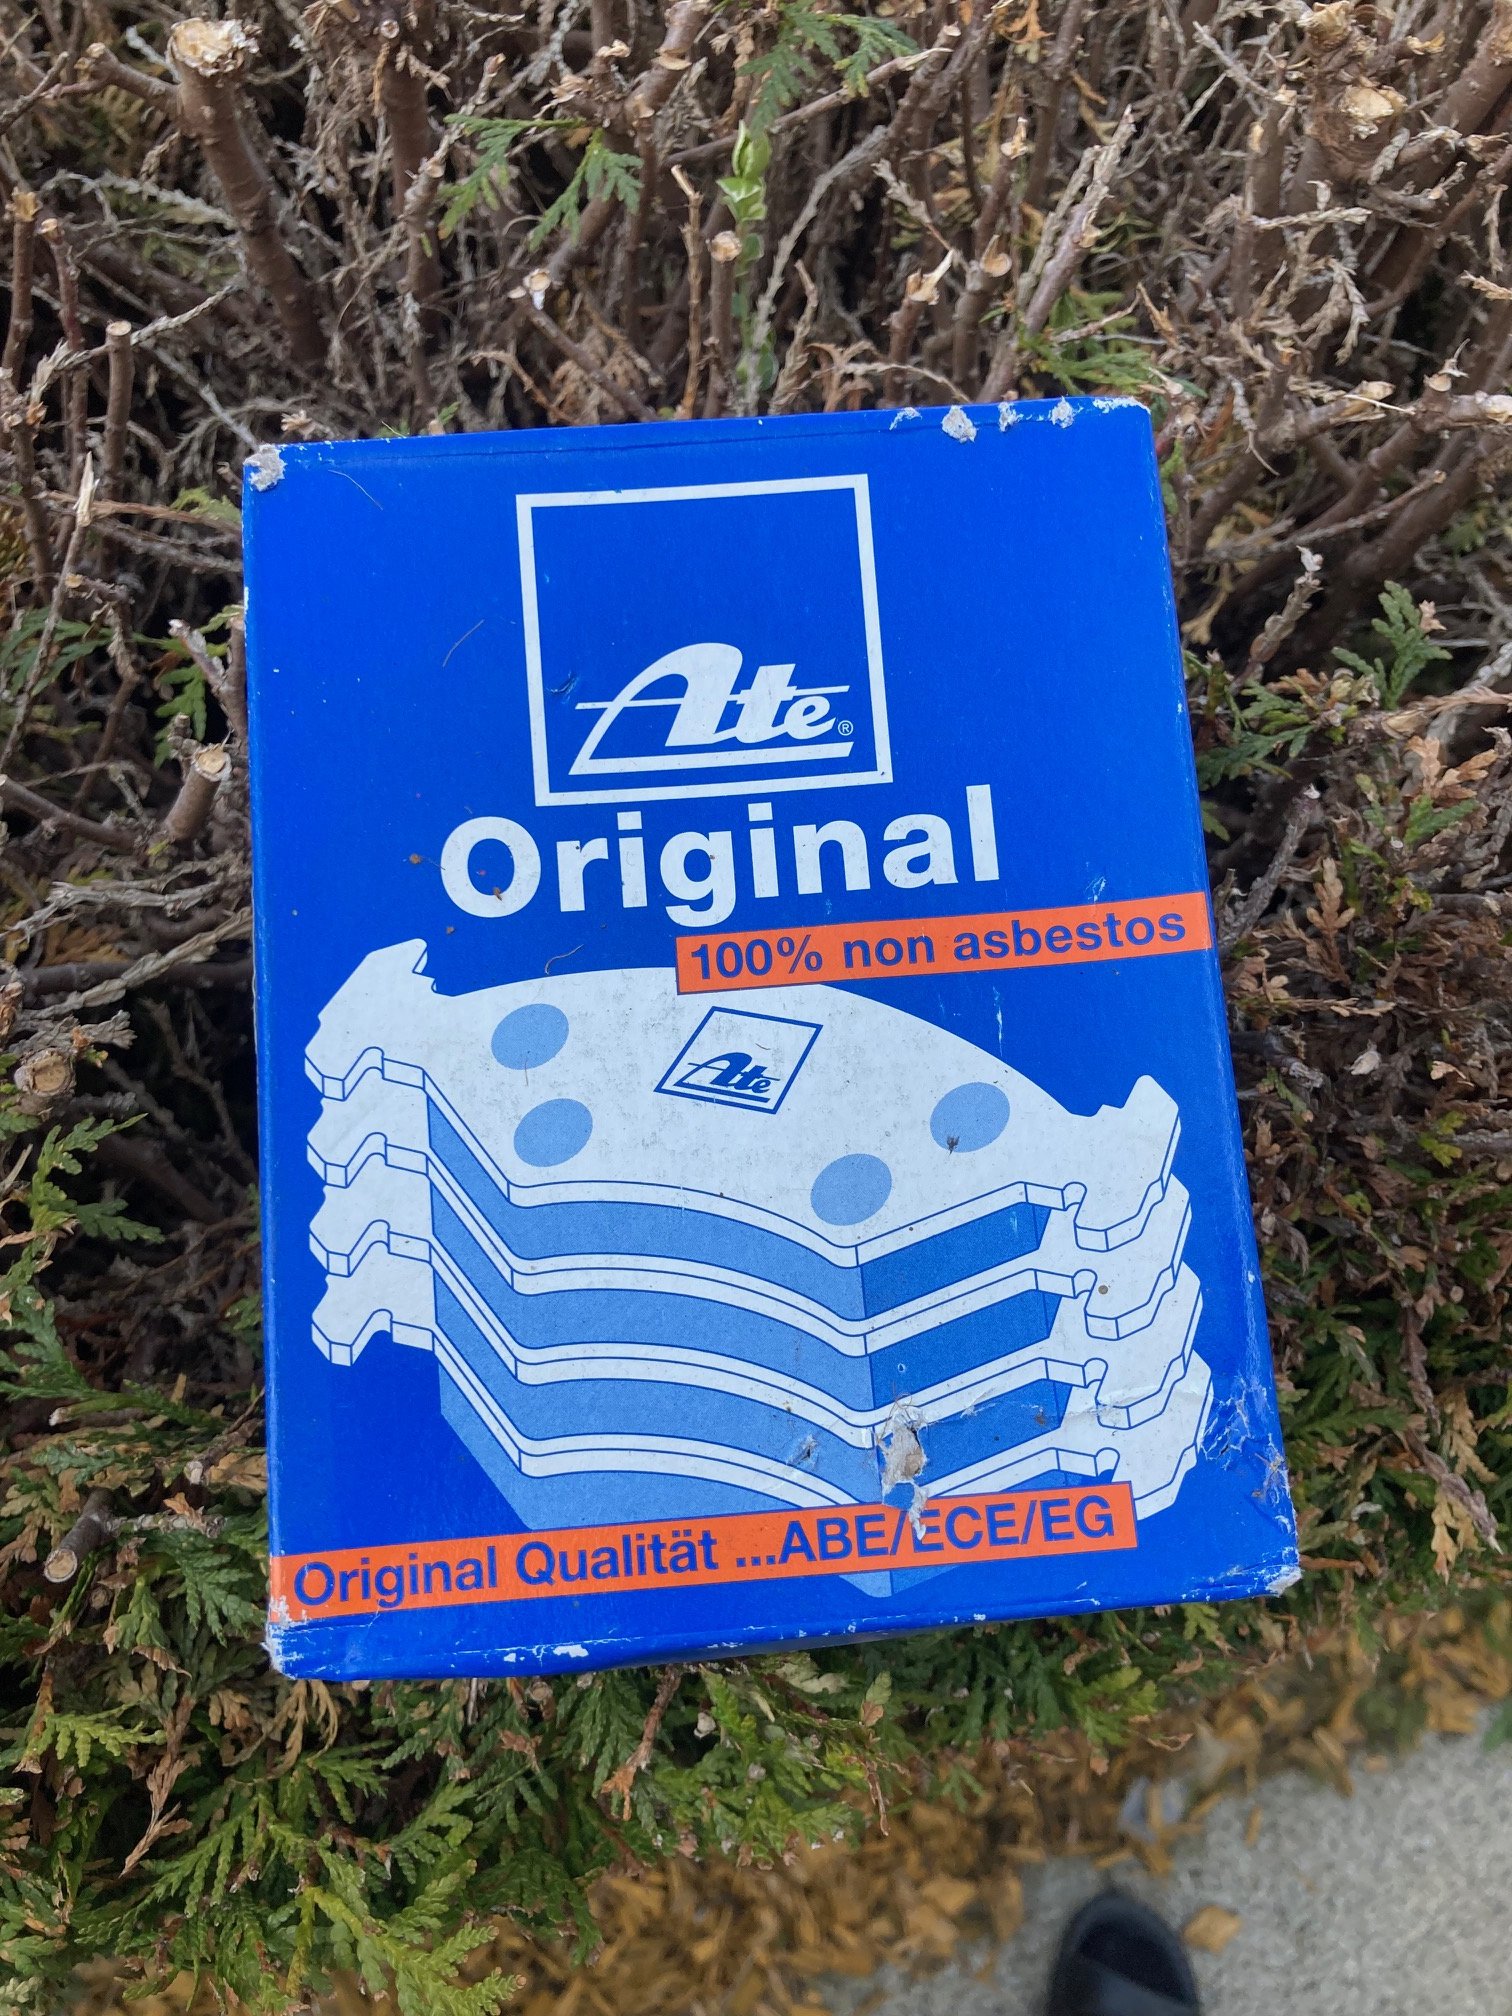 Ate®
Original
100% non asbestos
Ate
Original Qualität ...ABE/ECE/EG